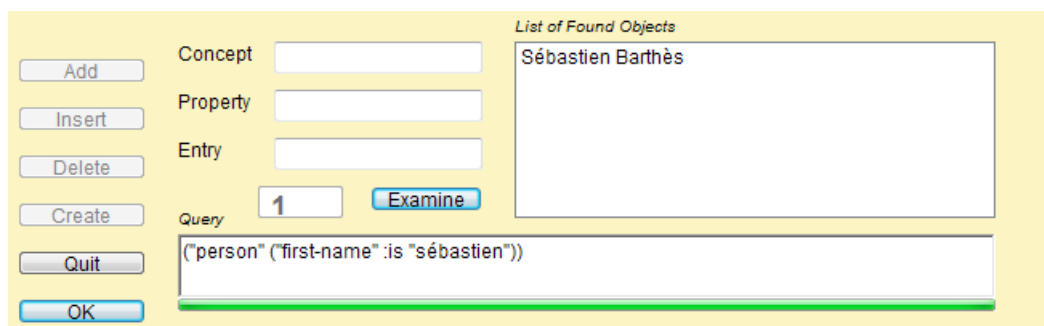 List of Found Objects
Add
Concept
Sébastien Barthès
Insert
Property
Delete
Entry
Create
Query
1
Examine
Quit
("person" ("first-name" :is "sébastien"))
OK